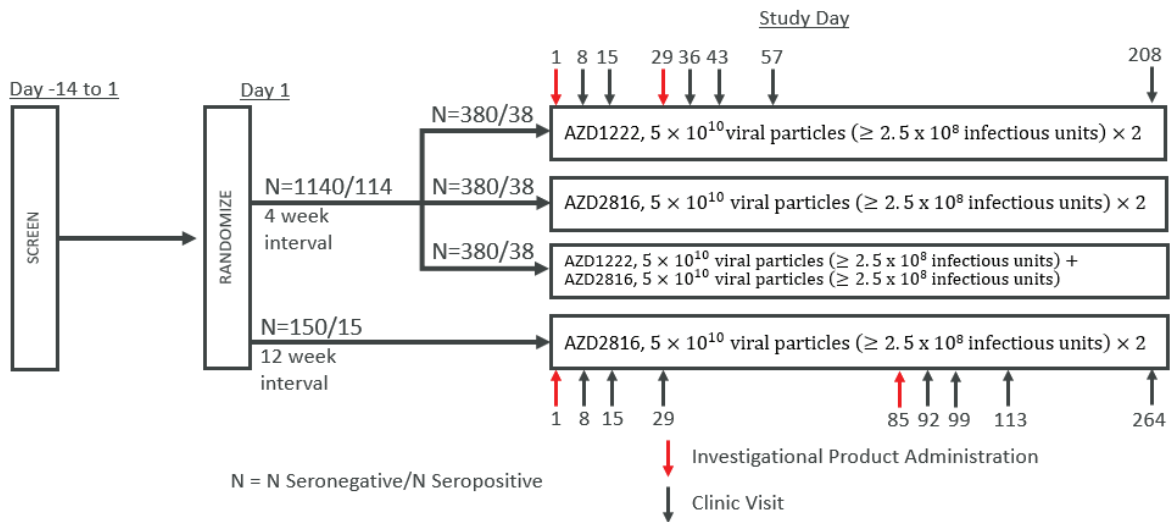 Study Day
1 8 15 29 36 43 57 208
Day -14 to 1
Day 1
SCREEN
RANDOMIZE
N=1140/114
4 week
interval
N=380/38
AZD1222, 5 × 10¹⁰ viral particles (≥ 2.5 x 10⁸ infectious units) × 2
N=380/38
AZD2816, 5 × 10¹⁰ viral particles (≥ 2.5 x 10⁸ infectious units) × 2
N=380/38
AZD1222, 5 × 10¹⁰ viral particles (≥ 2.5 x 10⁸ infectious units) +
AZD2816, 5 × 10¹⁰ viral particles (≥ 2.5 x 10⁸ infectious units)
N=150/15
12 week
interval
AZD2816, 5 × 10¹⁰ viral particles (≥ 2.5 x 10⁸ infectious units) × 2
1 8 15 29 85 92 99 113 264
Investigational Product Administration
N = N Seronegative/N Seropositive
Clinic Visit